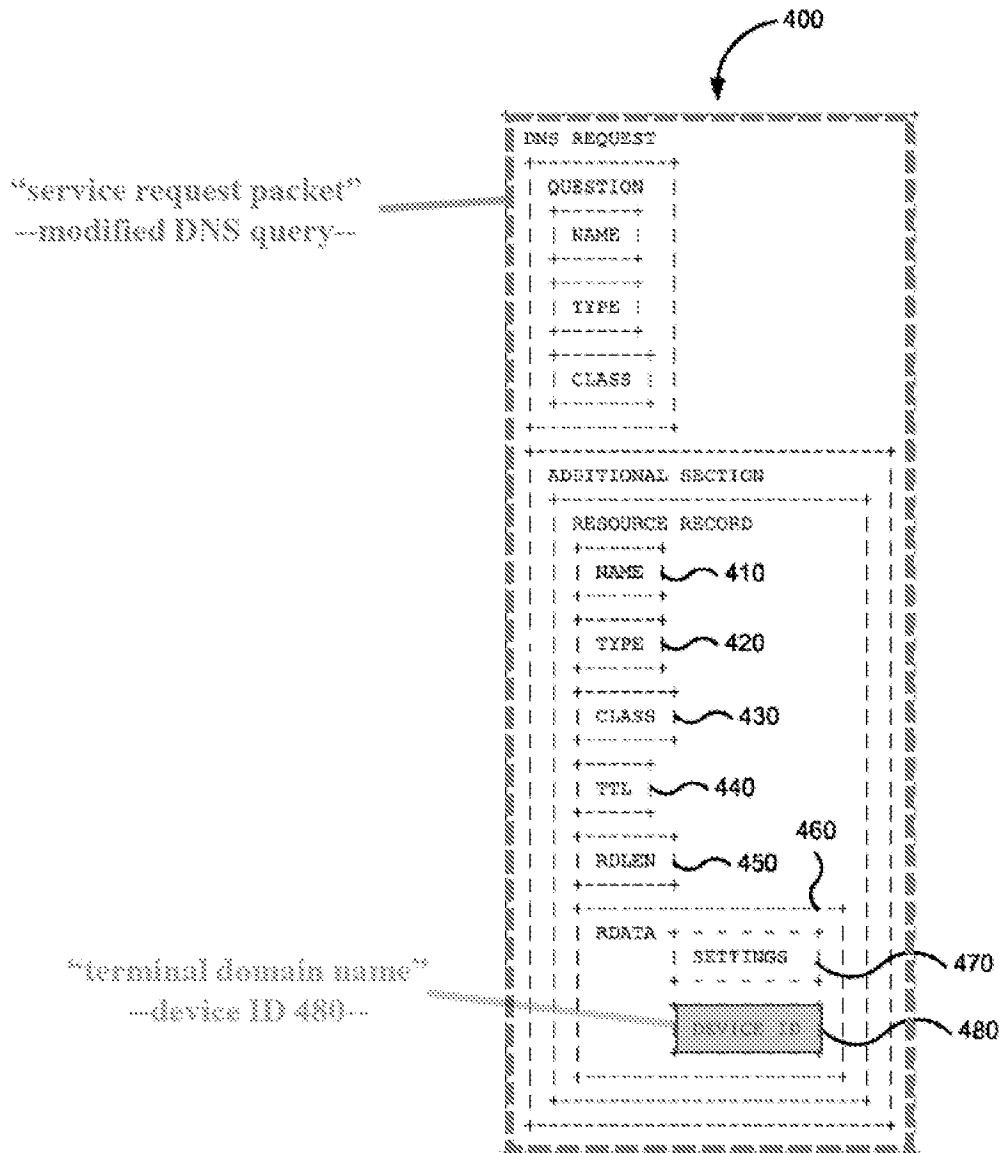 400
DNS REQUEST
“service request packet”
--modified DNS query--
QUESTION
NAME
TYPE
CLASS
ADDITIONAL SECTION
RESOURCE RECORD
NAME 410
TYPE 420
CLASS 430
TTL 440
RDLEN 450
460
RDATA
SETTINGS 470
“terminal domain name”
--device ID 480--
DEVICE ID 480